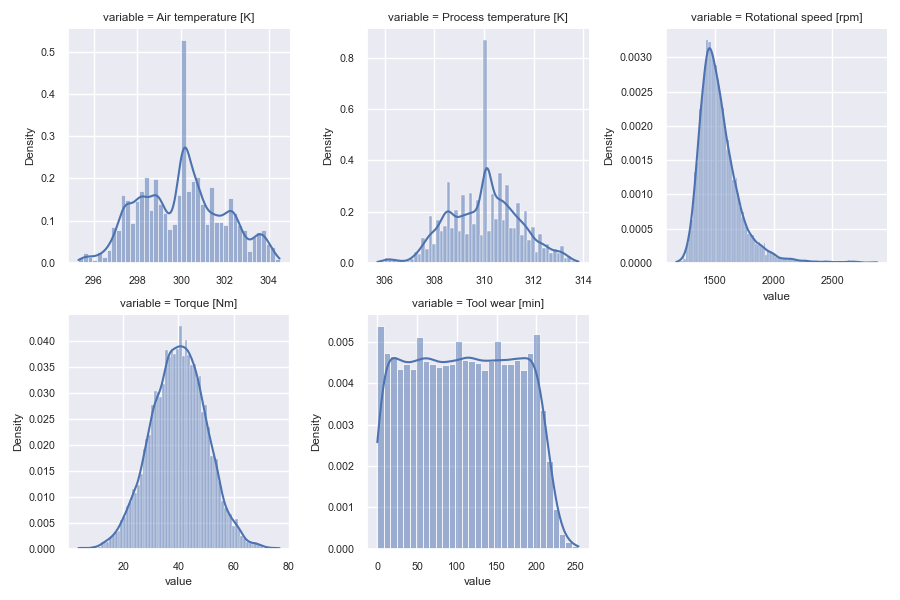 variable = Air temperature [K]
Density
0.5
0.4
0.3
0.2
0.1
0.0
296 298 300 302 304
variable = Process temperature [K]
Density
0.8
0.6
0.4
0.2
0.0
306 308 310 312 314
variable = Rotational speed [rpm]
Density
0.0030
0.0025
0.0020
0.0015
0.0010
0.0005
0.0000
1500 2000 2500
value
variable = Torque [Nm]
Density
0.040
0.035
0.030
0.025
0.020
0.015
0.010
0.005
0.000
20 40 60 80
value
variable = Tool wear [min]
Density
0.005
0.004
0.003
0.002
0.001
0.000
0 50 100 150 200 250
value